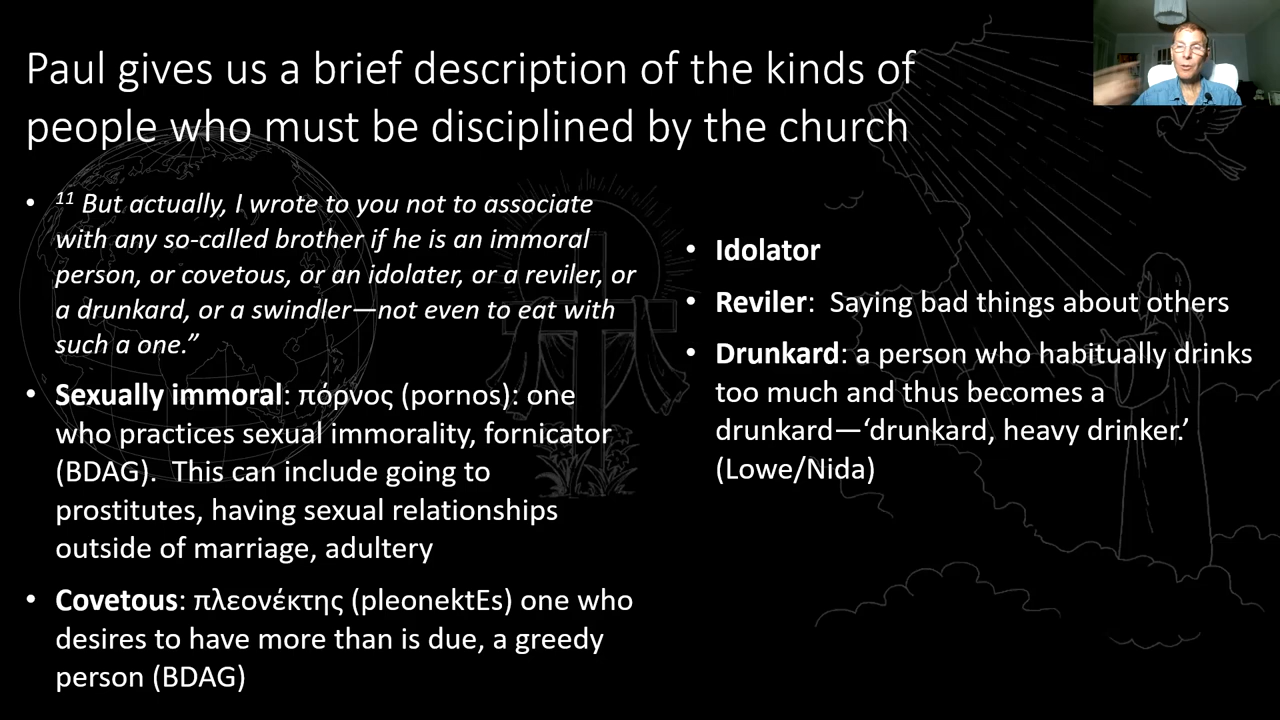 Paul gives us a brief description of the kinds of
people who must be disciplined by the church
• 11 But actually, I wrote to you not to associate
with any so-called brother if he is an immoral
person, or covetous, or an idolater, or a reviler, or
a drunkard, or a swindler—not even to eat with
such a one.”
• Sexually immoral: πόρνος (pornos): one
who practices sexual immorality, fornicator
(BDAG).  This can include going to
prostitutes, having sexual relationships
outside of marriage, adultery
• Covetous: πλεονέκτης (pleonektEs) one who
desires to have more than is due, a greedy
person (BDAG)
• Idolator
• Reviler:  Saying bad things about others
• Drunkard: a person who habitually drinks
too much and thus becomes a
drunkard—‘drunkard, heavy drinker.’
(Lowe/Nida)